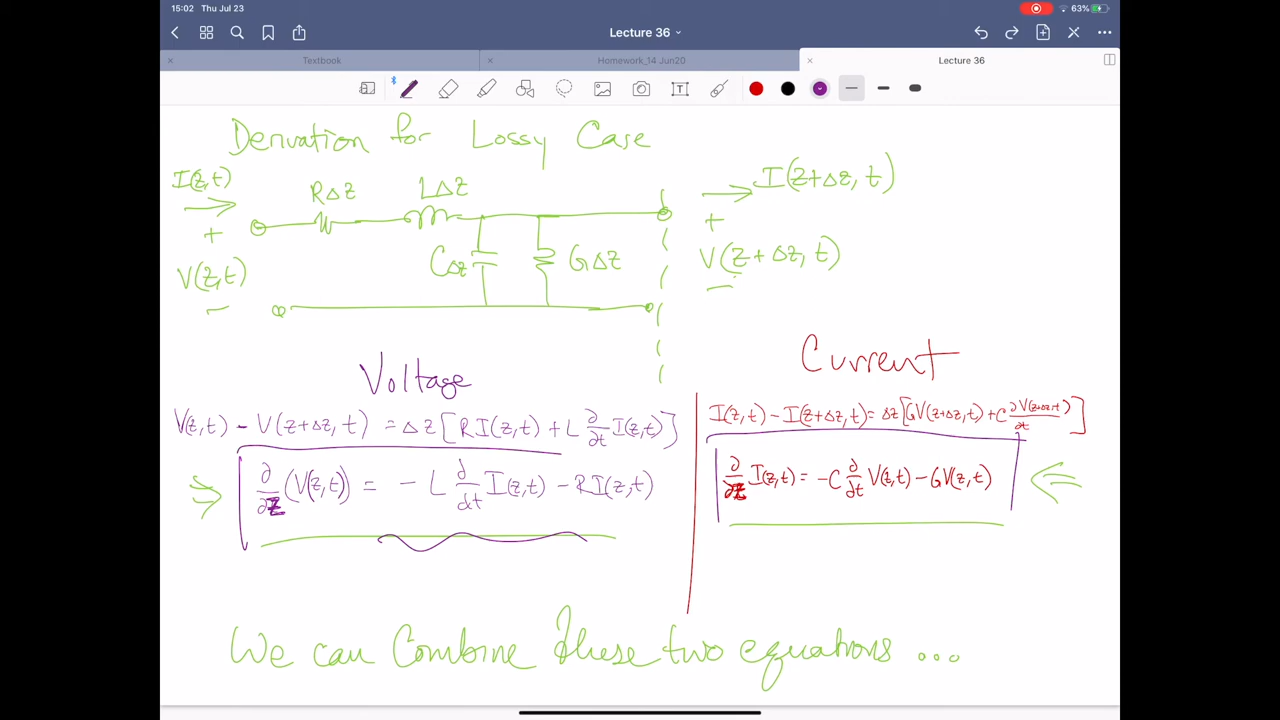 15:02 Thu Jul 23
63%
Lecture 36
Textbook
Homework_14 Jun20
Lecture 36
Derivation for Lossy Case
I(z,t)
RΔz
LΔz
I(z+Δz, t)
+
+
V(z,t)
CΔz
GΔz
V(z+Δz, t)
−
−
Voltage
Current
V(z,t) − V(z+Δz, t) = Δz[RI(z,t) + L ∂/∂t I(z,t)]
I(z,t) − I(z+Δz,t) = Δz[GV(z+Δz,t) + C ∂V(z+Δz,t)/∂t]
∂/∂z (V(z,t)) = −L ∂/∂t I(z,t) − RI(z,t)
∂/∂z I(z,t) = −C ∂/∂t V(z,t) − GV(z,t)
We can Combine these two equations ...